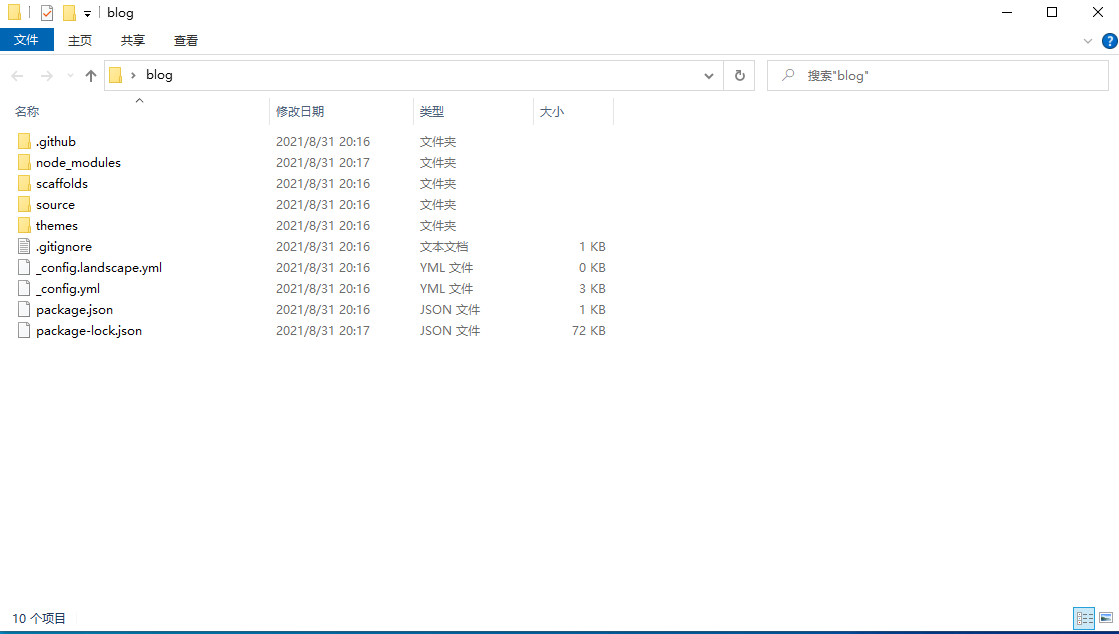 blog
文件 主页 共享 查看
blog 搜索"blog"
名称 修改日期 类型 大小
.github 2021/8/31 20:16 文件夹
node_modules 2021/8/31 20:17 文件夹
scaffolds 2021/8/31 20:16 文件夹
source 2021/8/31 20:16 文件夹
themes 2021/8/31 20:16 文件夹
.gitignore 2021/8/31 20:16 文本文档 1 KB
_config.landscape.yml 2021/8/31 20:16 YML 文件 0 KB
_config.yml 2021/8/31 20:16 YML 文件 3 KB
package.json 2021/8/31 20:16 JSON 文件 1 KB
package-lock.json 2021/8/31 20:17 JSON 文件 72 KB
10 个项目